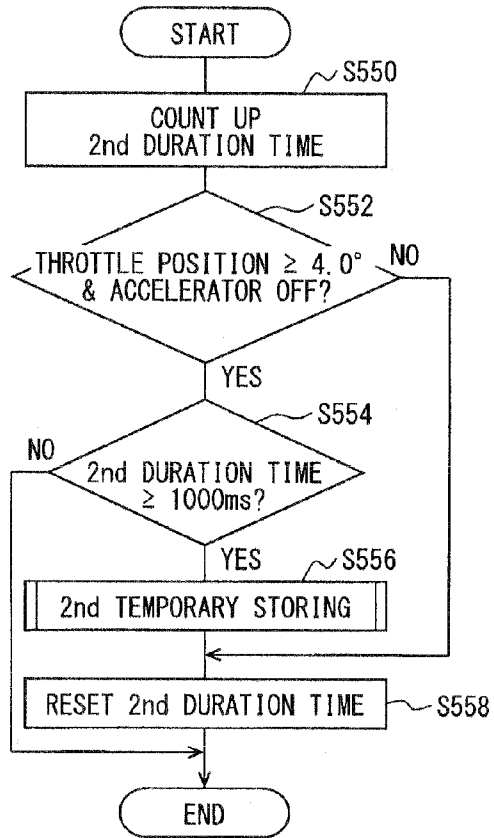 START
S550
COUNT UP
2nd DURATION TIME
S552
THROTTLE POSITION ≥ 4.0°
& ACCELERATOR OFF?
NO
YES
S554
NO
2nd DURATION TIME
≥ 1000ms?
YES
S556
2nd TEMPORARY STORING
RESET 2nd DURATION TIME
S558
END